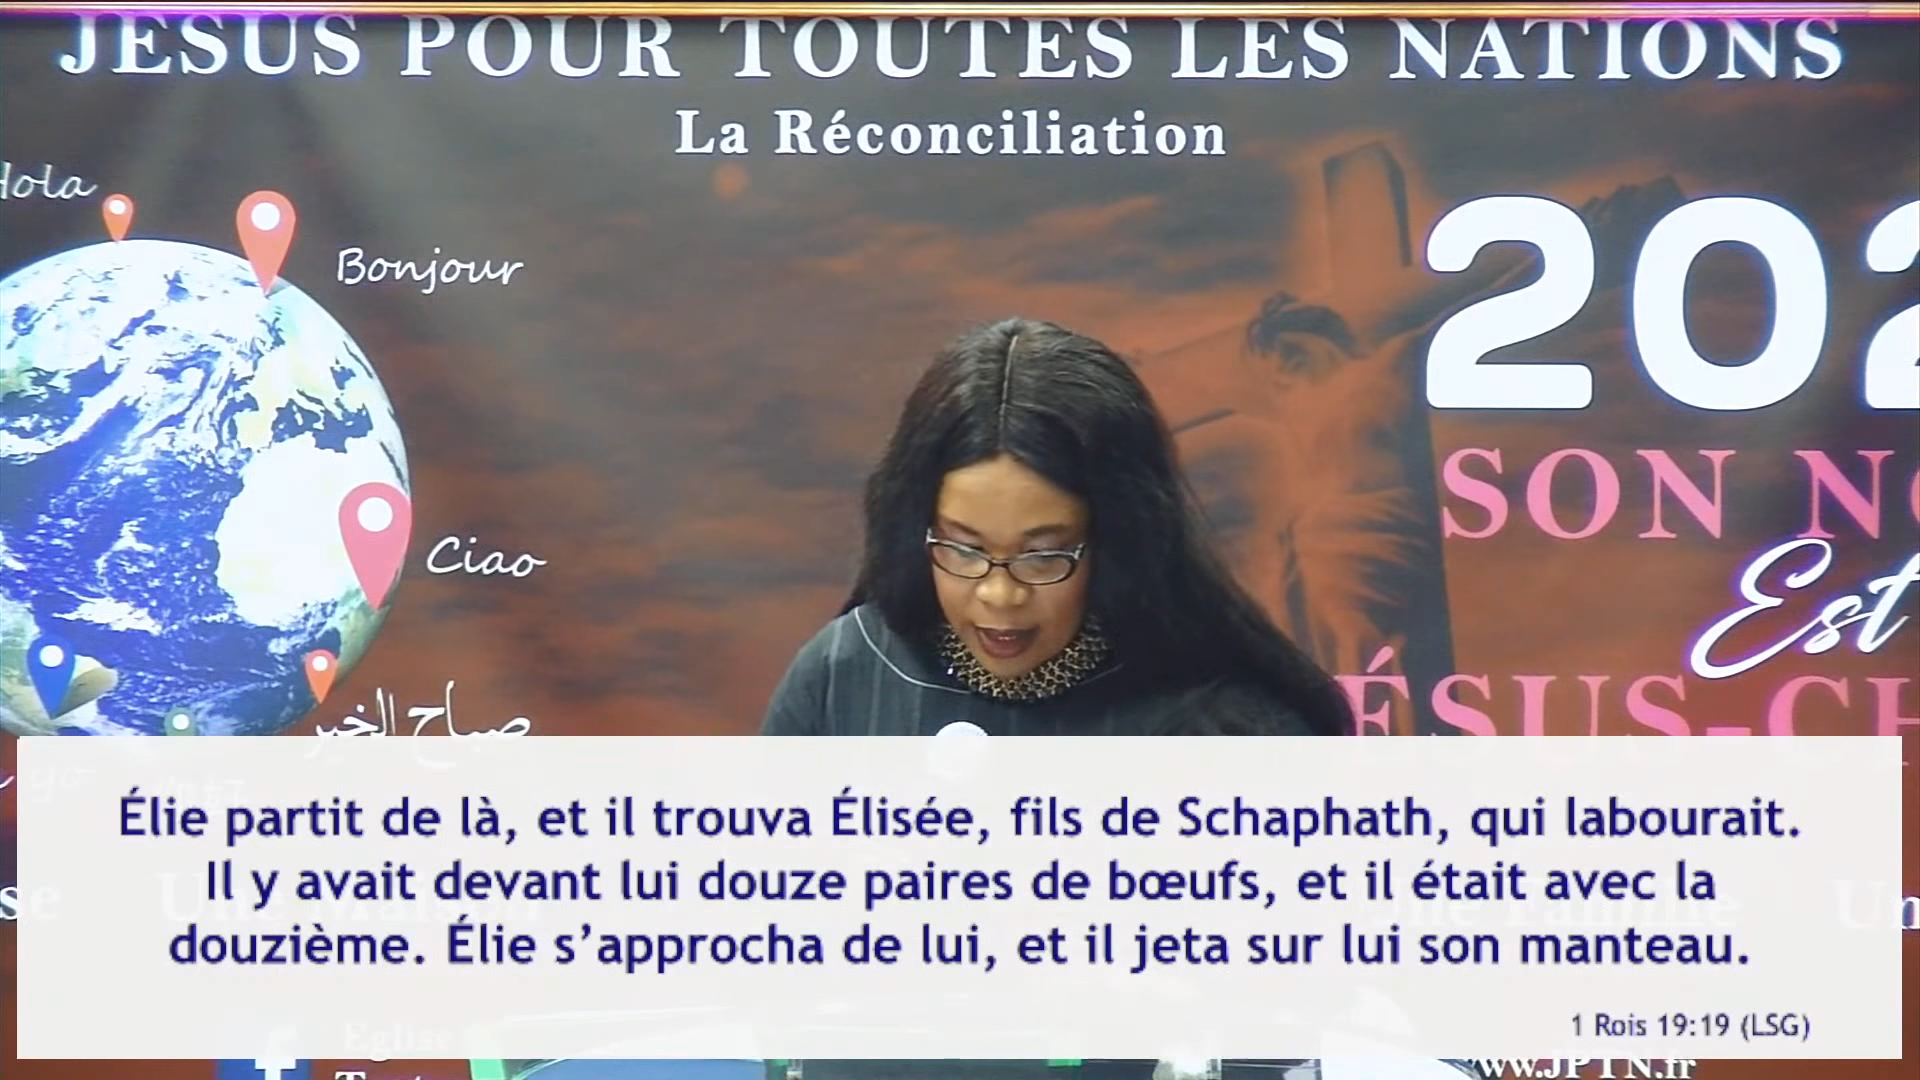 JESUS POUR TOUTES LES NATIONS
La Réconciliation
Hola
Bonjour
202
SON NO
Ciao
Est
ÉSUS-CH
صباح الخير
Élie partit de là, et il trouva Élisée, fils de Schaphath, qui labourait.
Il y avait devant lui douze paires de bœufs, et il était avec la
douzième. Élie s’approcha de lui, et il jeta sur lui son manteau.
1 Rois 19:19 (LSG)
Eglise
www.JPTN.fr